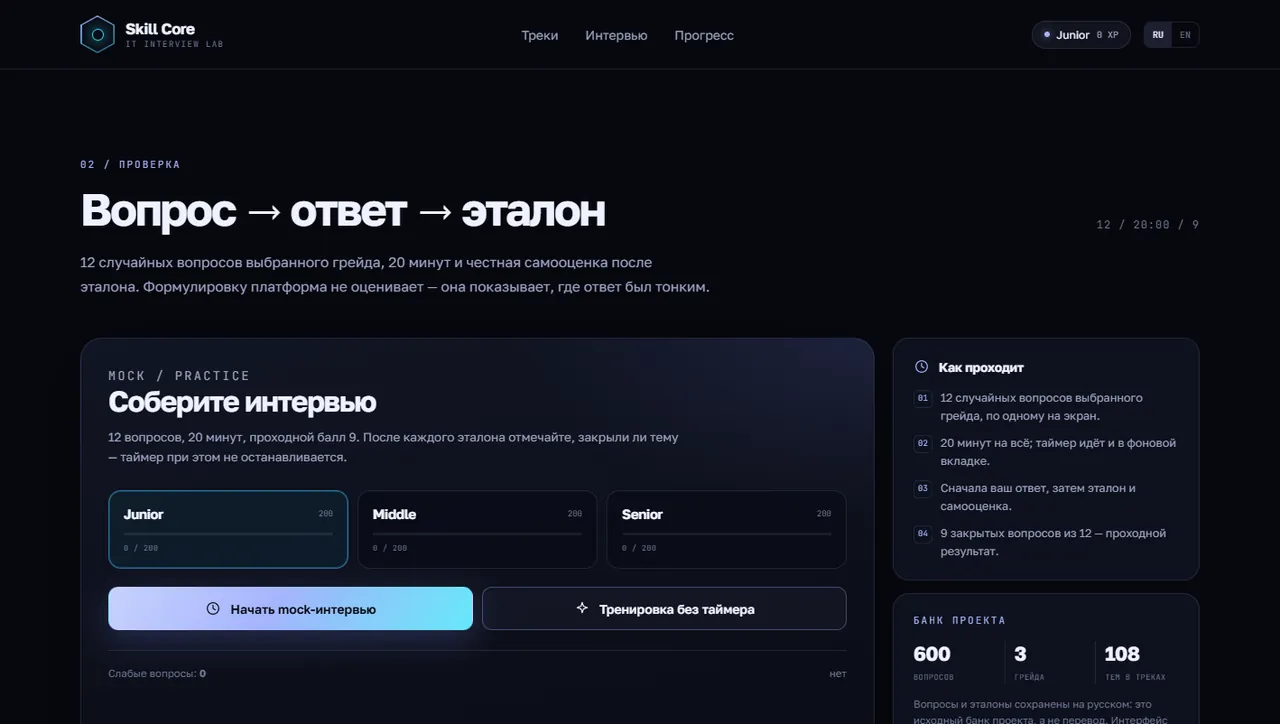 Skill Core
IT INTERVIEW LAB
Треки
Интервью
Прогресс
Junior 0 XP
RU
EN
02 / ПРОВЕРКА
Вопрос → ответ → эталон
12 / 20:00 / 9
12 случайных вопросов выбранного грейда, 20 минут и честная самооценка после
эталона. Формулировку платформа не оценивает — она показывает, где ответ был тонким.
MOCK / PRACTICE
Соберите интервью
12 вопросов, 20 минут, проходной балл 9. После каждого эталона отмечайте, закрыли ли тему
— таймер при этом не останавливается.
Junior 200
0 / 200
Middle 200
0 / 200
Senior 200
0 / 200
Начать mock-интервью
Тренировка без таймера
Слабые вопросы: 0
нет
Как проходит
01 12 случайных вопросов выбранного
грейда, по одному на экран.
02 20 минут на всё; таймер идёт и в фоновой
вкладке.
03 Сначала ваш ответ, затем эталон и
самооценка.
04 9 закрытых вопросов из 12 — проходной
результат.
БАНК ПРОЕКТА
600
ВОПРОСОВ
3
ГРЕЙДА
108
ТЕМ В ТРЕКАХ
Вопросы и эталоны сохранены на русском: это
исходный банк проекта, а не перевод. Интерфейс